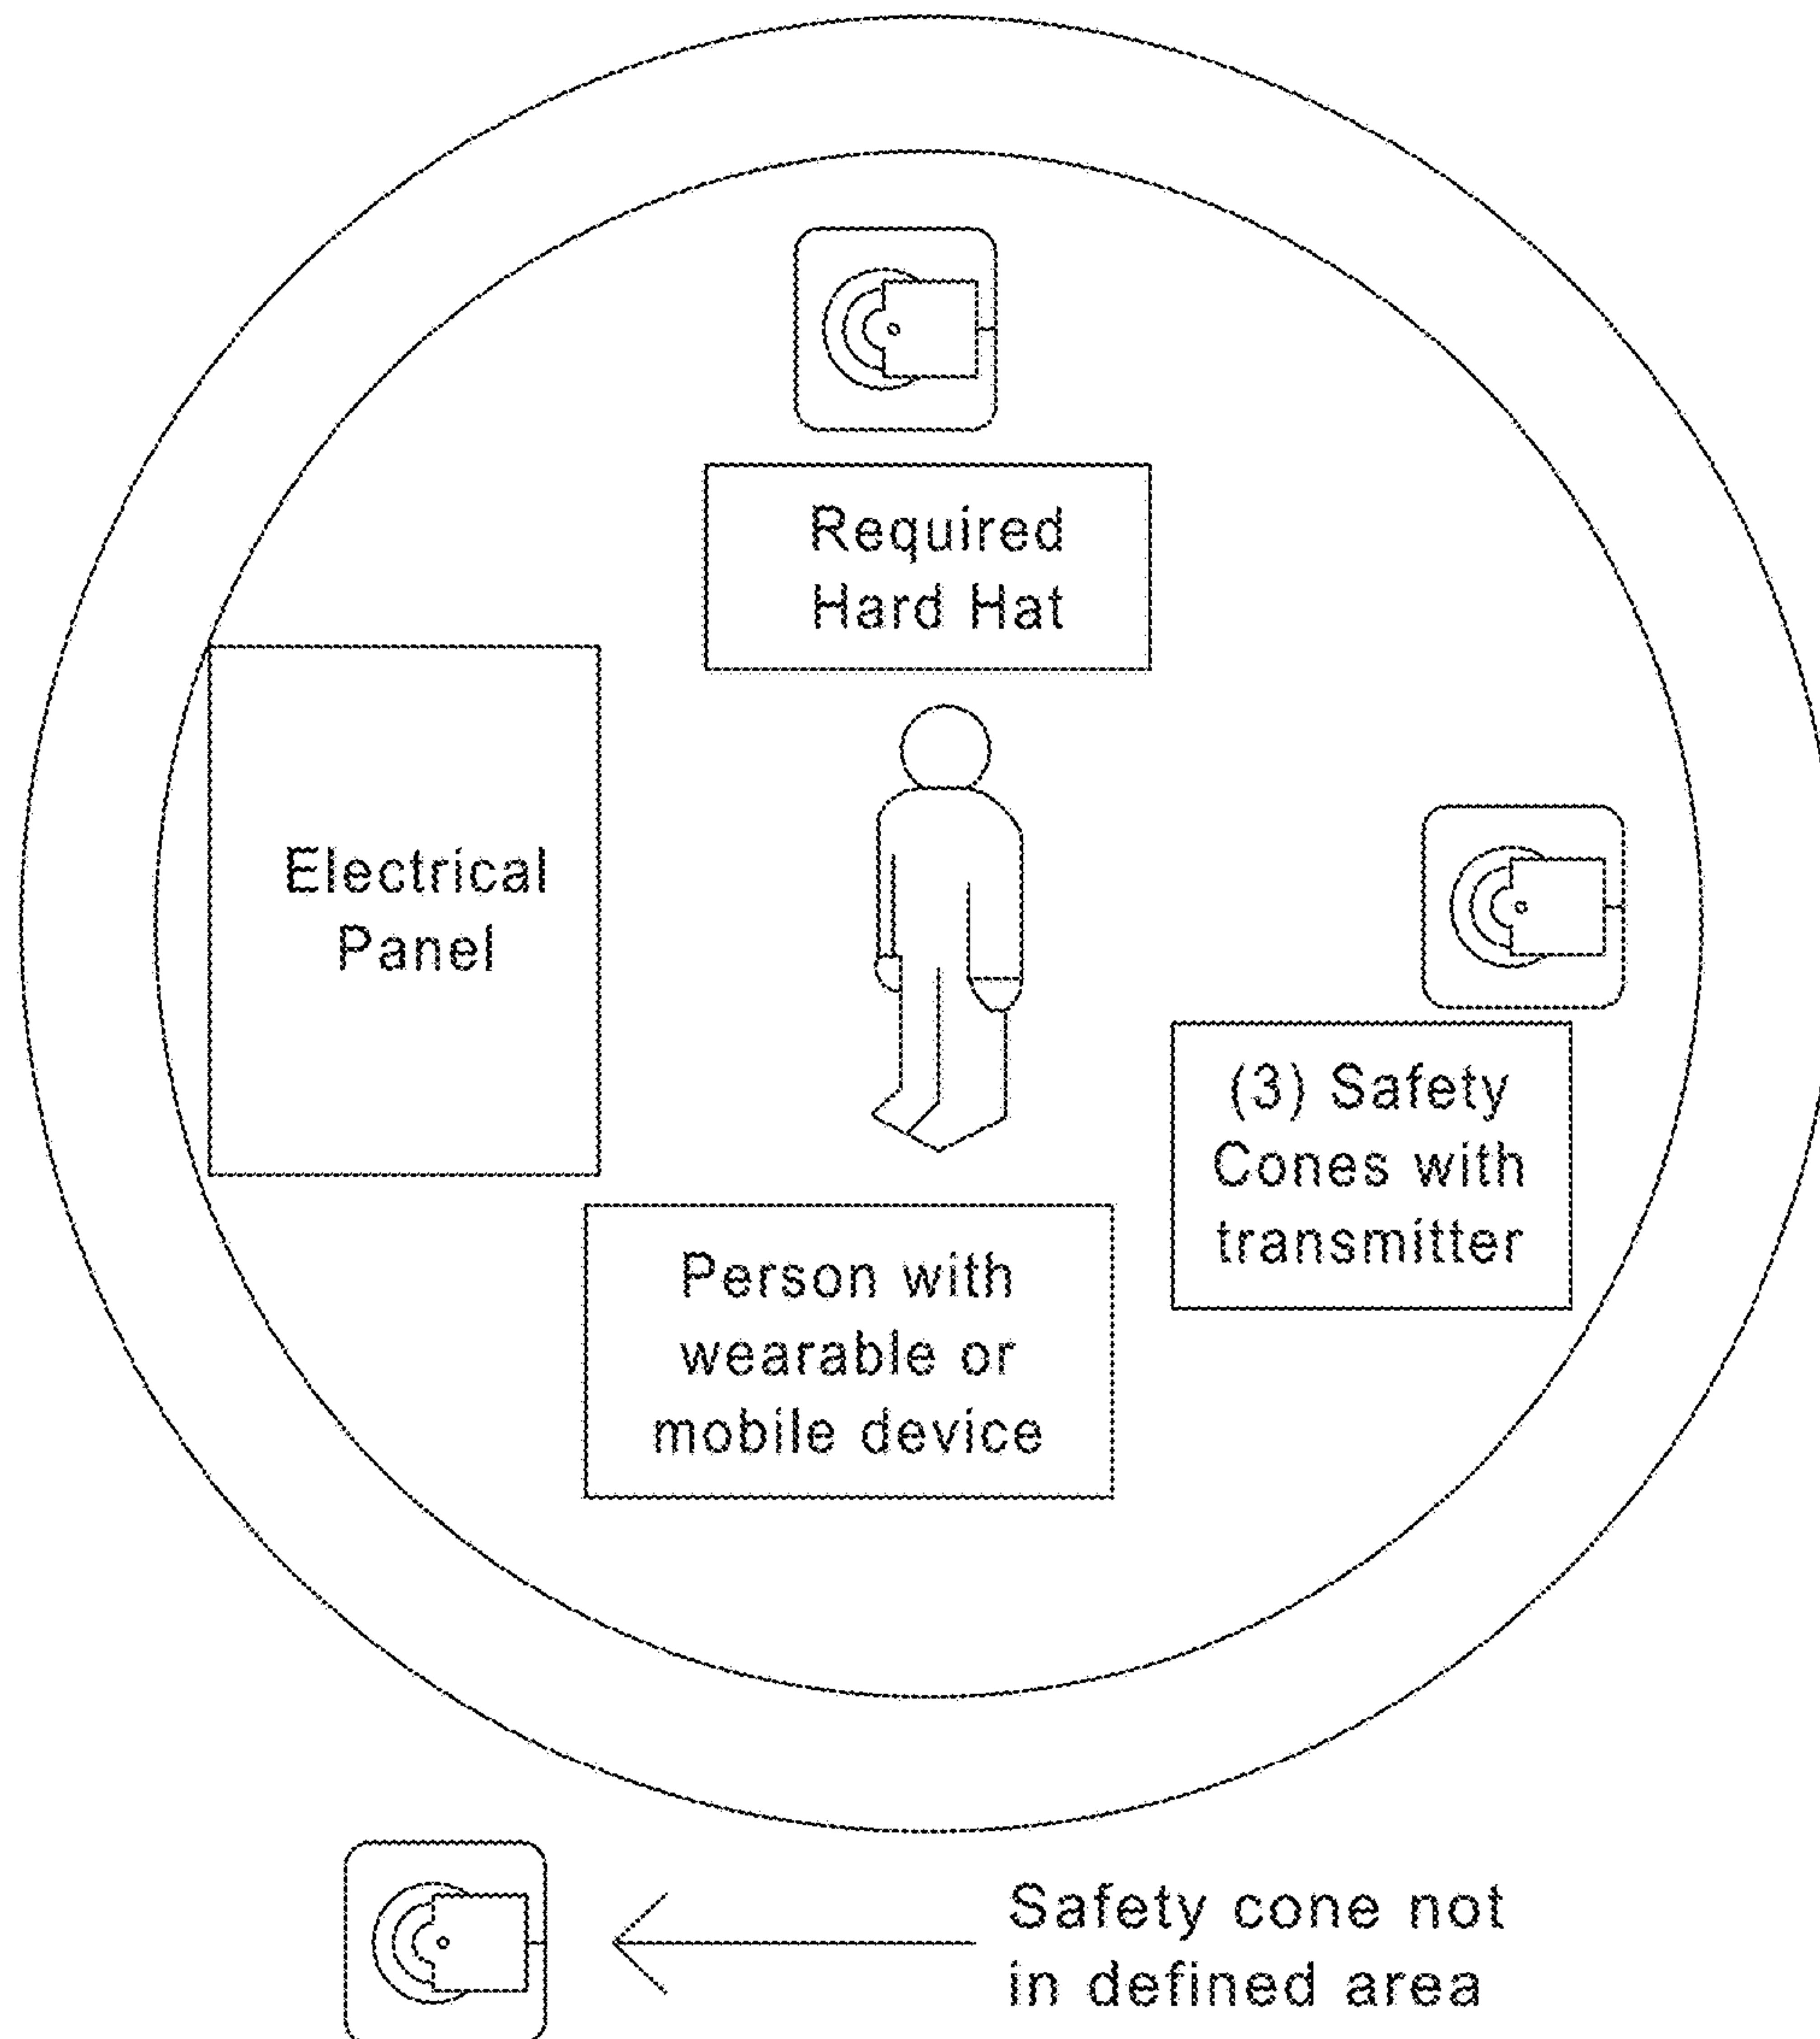 Required
Hard Hat
Electrical
Panel
(3) Safety
Cones with
transmitter
Person with
wearable or
mobile device
Safety cone not
in defined area